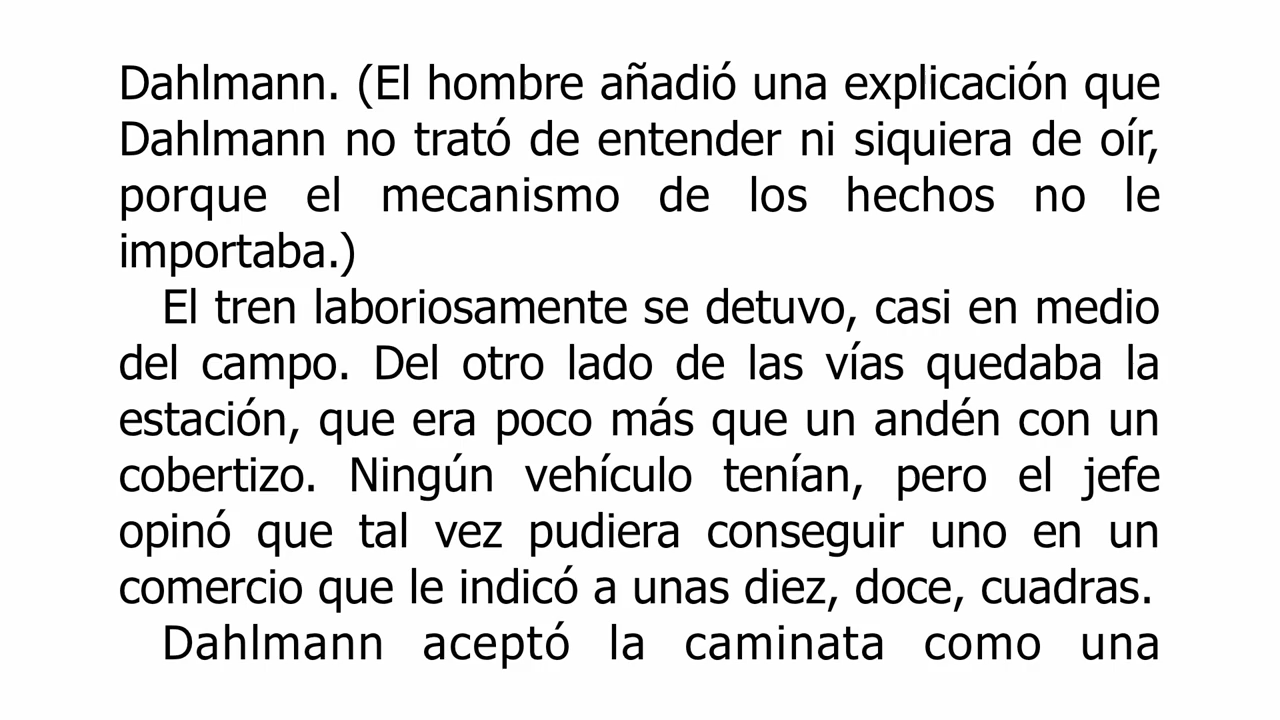 Dahlmann. (El hombre añadió una explicación que
Dahlmann no trató de entender ni siquiera de oír,
porque el mecanismo de los hechos no le
importaba.)
El tren laboriosamente se detuvo, casi en medio
del campo. Del otro lado de las vías quedaba la
estación, que era poco más que un andén con un
cobertizo. Ningún vehículo tenían, pero el jefe
opinó que tal vez pudiera conseguir uno en un
comercio que le indicó a unas diez, doce, cuadras.
Dahlmann aceptó la caminata como una